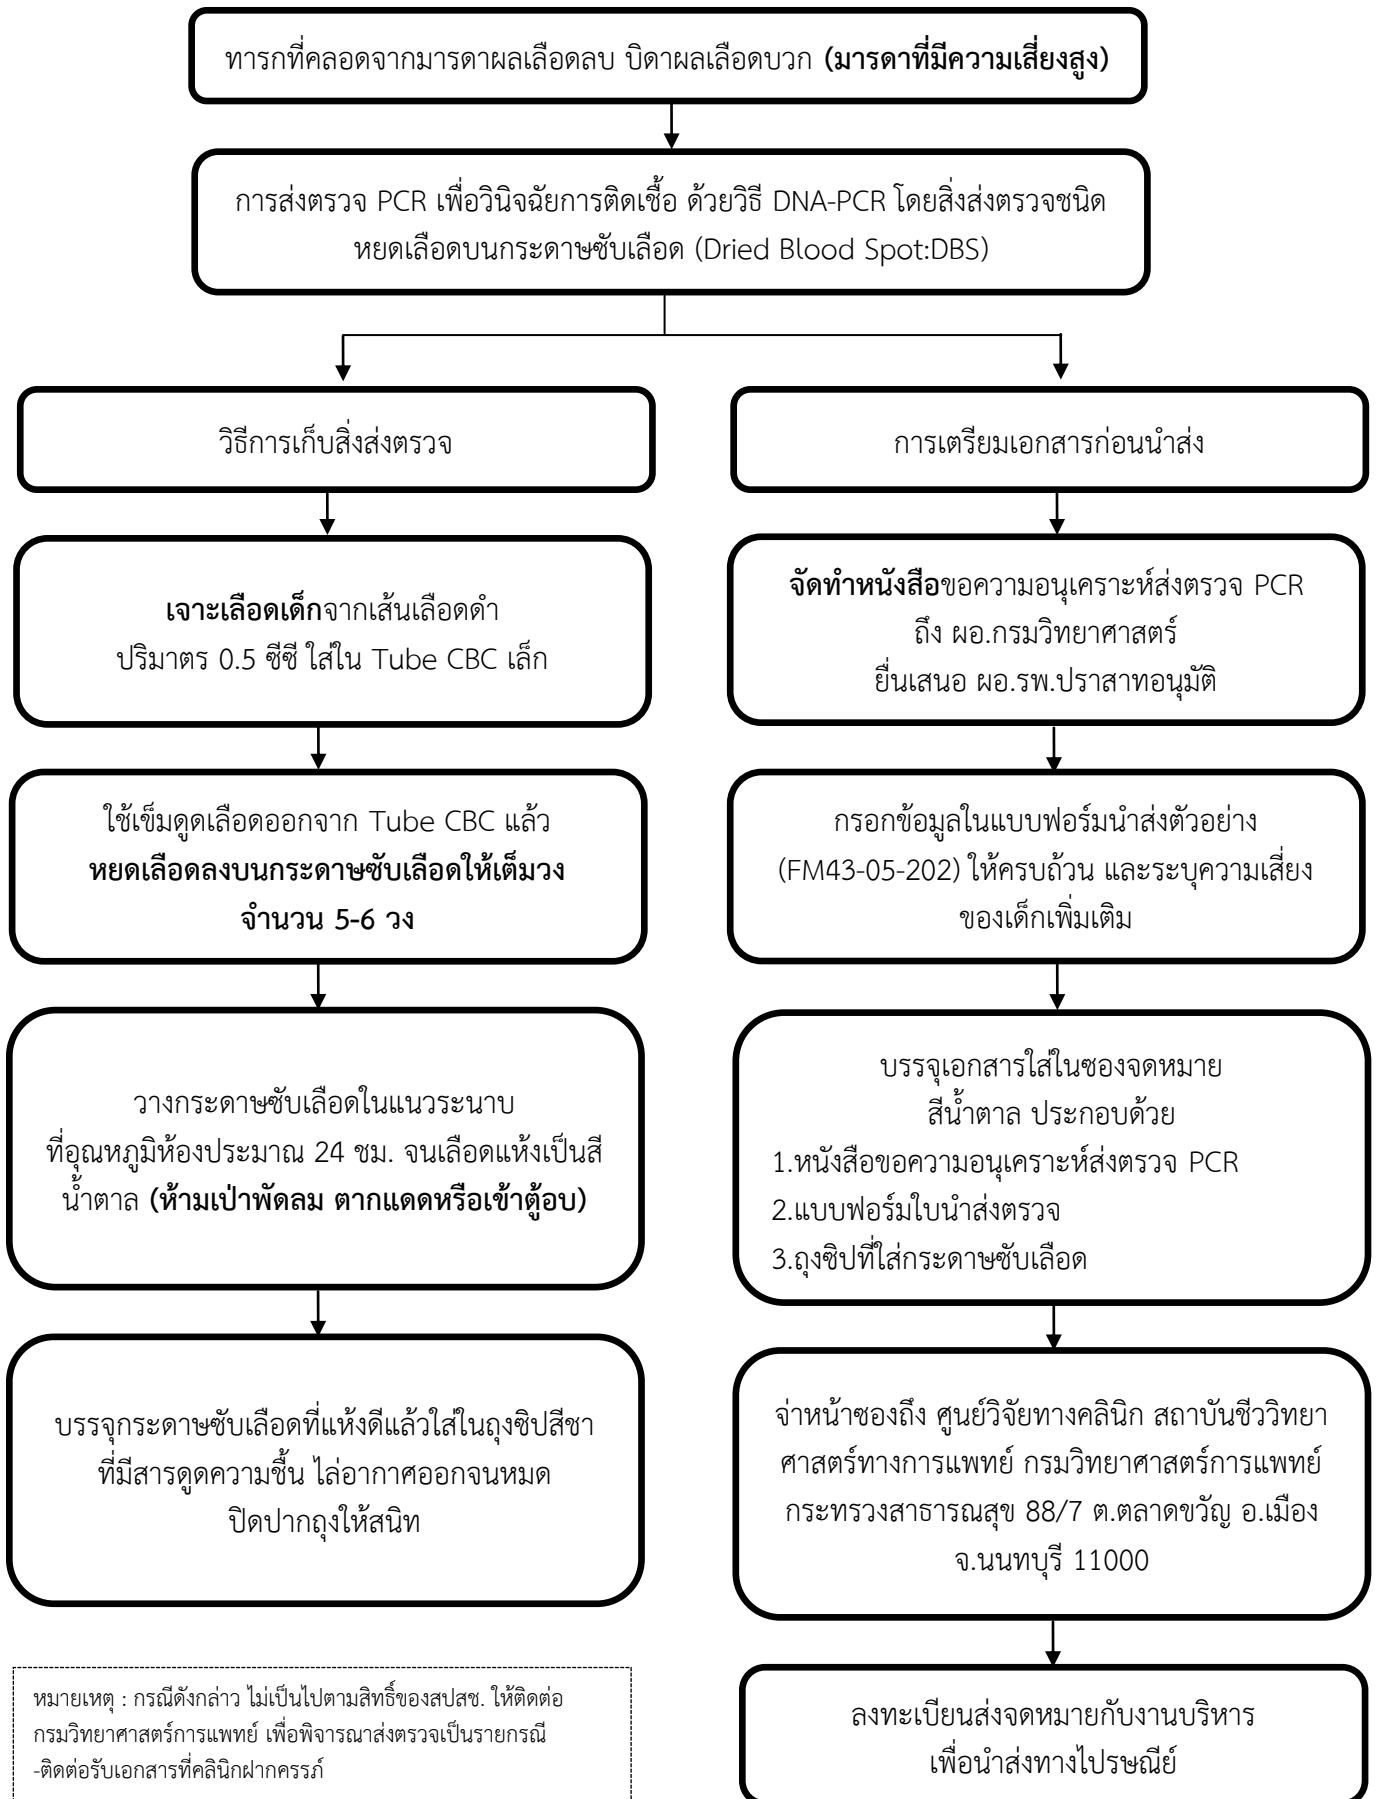 ทารกที่คลอดจากมารดาผลเลือดลบ บิดาผลเลือดบวก (มารดาที่มีความเสี่ยงสูง)
การส่งตรวจ PCR เพื่อวินิจฉัยการติดเชื้อ ด้วยวิธี DNA-PCR โดยสิ่งส่งตรวจชนิด
หยดเลือดบนกระดาษซับเลือด (Dried Blood Spot:DBS)
วิธีการเก็บสิ่งส่งตรวจ
เจาะเลือดเด็กจากเส้นเลือดดำ
ปริมาตร 0.5 ซีซี ใส่ใน Tube CBC เล็ก
ใช้เข็มดูดเลือดออกจาก Tube CBC แล้ว
หยดเลือดลงบนกระดาษซับเลือดให้เต็มวง
จำนวน 5-6 วง
วางกระดาษซับเลือดในแนวระนาบ
ที่อุณหภูมิห้องประมาณ 24 ชม. จนเลือดแห้งเป็นสี
น้ำตาล (ห้ามเป่าพัดลม ตากแดดหรือเข้าตู้อบ)
บรรจุกระดาษซับเลือดที่แห้งดีแล้วใส่ในถุงซิปสีชา
ที่มีสารดูดความชื้น ไล่อากาศออกจนหมด
ปิดปากถุงให้สนิท
หมายเหตุ : กรณีดังกล่าว ไม่เป็นไปตามสิทธิ์ของสปสช. ให้ติดต่อ
กรมวิทยาศาสตร์การแพทย์ เพื่อพิจารณาส่งตรวจเป็นรายกรณี
-ติดต่อรับเอกสารที่คลินิกฝากครรภ์
การเตรียมเอกสารก่อนนำส่ง
จัดทำหนังสือขอความอนุเคราะห์ส่งตรวจ PCR
ถึง ผอ.กรมวิทยาศาสตร์
ยื่นเสนอ ผอ.รพ.ปราสาทอนุมัติ
กรอกข้อมูลในแบบฟอร์มนำส่งตัวอย่าง
(FM43-05-202) ให้ครบถ้วน และระบุความเสี่ยง
ของเด็กเพิ่มเติม
บรรจุเอกสารใส่ในซองจดหมาย
สีน้ำตาล ประกอบด้วย
1.หนังสือขอความอนุเคราะห์ส่งตรวจ PCR
2.แบบฟอร์มใบนำส่งตรวจ
3.ถุงซิปที่ใส่กระดาษซับเลือด
จ่าหน้าซองถึง ศูนย์วิจัยทางคลินิก สถาบันชีววิทยา
ศาสตร์ทางการแพทย์ กรมวิทยาศาสตร์การแพทย์
กระทรวงสาธารณสุข 88/7 ต.ตลาดขวัญ อ.เมือง
จ.นนทบุรี 11000
ลงทะเบียนส่งจดหมายกับงานบริหาร
เพื่อนำส่งทางไปรษณีย์